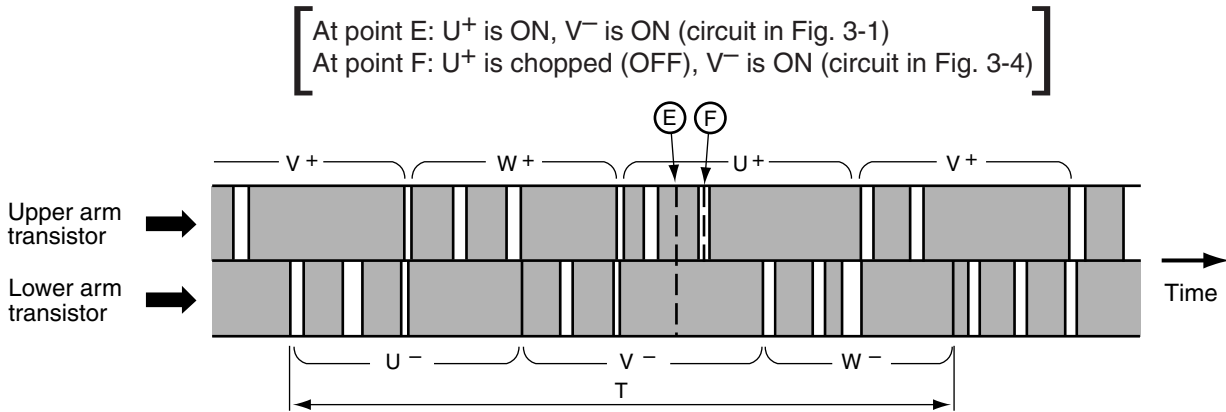 At point E: U+ is ON, V− is ON (circuit in Fig. 3-1)
At point F: U+ is chopped (OFF), V− is ON (circuit in Fig. 3-4)
E F
V+ W+ U+ V+
Upper arm
transistor
Lower arm
transistor
Time
U− V− W−
T